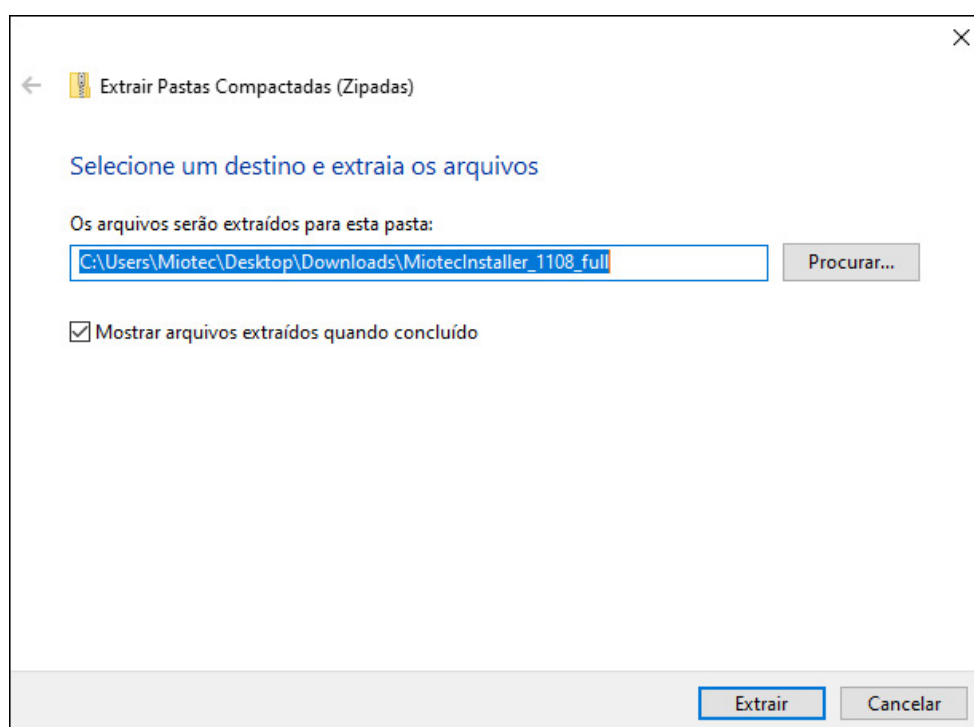 Extrair Pastas Compactadas (Zipadas)
Selecione um destino e extraia os arquivos
Os arquivos serão extraídos para esta pasta:
C:\Users\Miotec\Desktop\Downloads\MiotecInstaller_1108_full
Procurar...
Mostrar arquivos extraídos quando concluído
Extrair
Cancelar